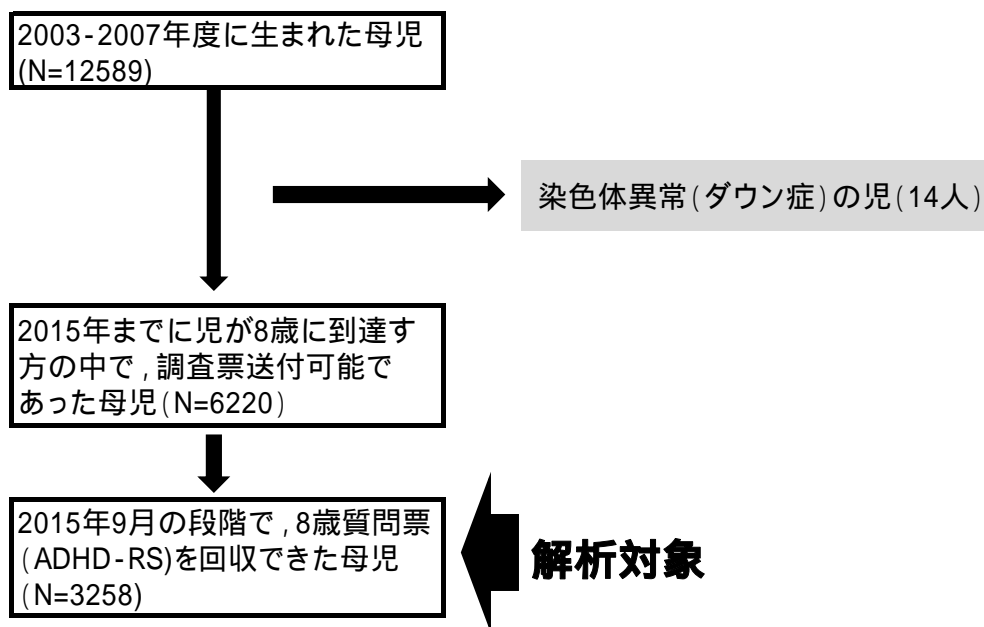 2003-2007年度に生まれた母児
(N=12589)
染色体異常(ダウン症)の児(14人)
2015年までに児が8歳に到達す
方の中で,調査票送付可能で
あった母児(N=6220)
2015年9月の段階で,8歳質問票
(ADHD-RS)を回収できた母児
(N=3258)
解析対象